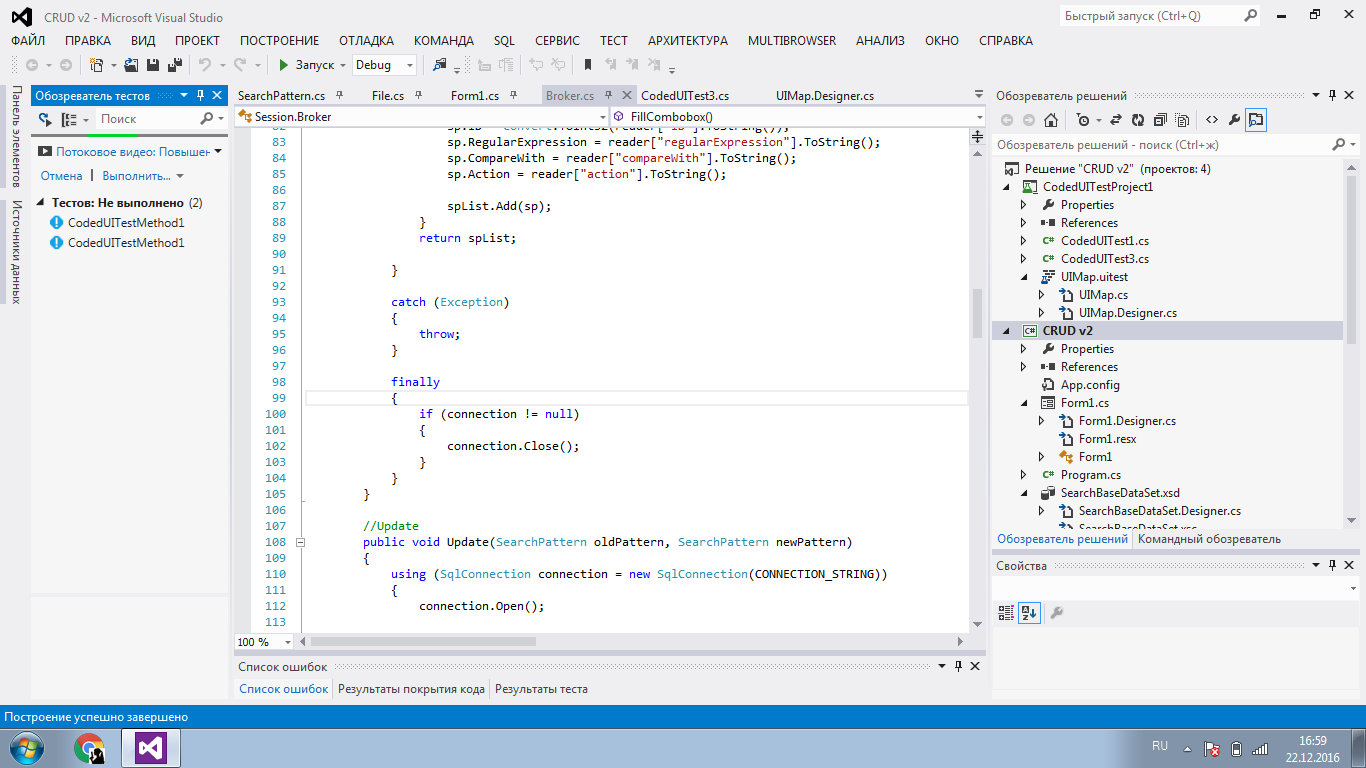 CRUD v2 - Microsoft Visual Studio
Быстрый запуск (Ctrl+Q)
ФАЙЛ ПРАВКА ВИД ПРОЕКТ ПОСТРОЕНИЕ ОТЛАДКА КОМАНДА SQL СЕРВИС ТЕСТ АРХИТЕКТУРА MULTIBROWSER АНАЛИЗ ОКНО СПРАВКА
Запуск Debug
Панель элементов
Источники данных
Обозреватель тестов
Поиск
Потоковое видео: Повышен
Отмена | Выполнить...
Тестов: Не выполнено (2)
CodedUITestMethod1
CodedUITestMethod1
SearchPattern.cs File.cs Form1.cs Broker.cs CodedUITest3.cs UIMap.Designer.cs
Session.Broker FillCombobox()
83 sp.RegularExpression = reader["regularExpression"].ToString();
84 sp.CompareWith = reader["compareWith"].ToString();
85 sp.Action = reader["action"].ToString();
86
87 spList.Add(sp);
88 }
89 return spList;
90
91 }
92
93 catch (Exception)
94 {
95 throw;
96 }
97
98 finally
99 {
100 if (connection != null)
101 {
102 connection.Close();
103 }
104 }
105 }
106
107 //Update
108 public void Update(SearchPattern oldPattern, SearchPattern newPattern)
109 {
110 using (SqlConnection connection = new SqlConnection(CONNECTION_STRING))
111 {
112 connection.Open();
113
100 %
Список ошибок
Список ошибок Результаты покрытия кода Результаты теста
Обозреватель решений
Обозреватель решений - поиск (Ctrl+ж)
Решение "CRUD v2" (проектов: 4)
CodedUITestProject1
Properties
References
CodedUITest1.cs
CodedUITest3.cs
UIMap.uitest
UIMap.cs
UIMap.Designer.cs
CRUD v2
Properties
References
App.config
Form1.cs
Form1.Designer.cs
Form1.resx
Form1
Program.cs
SearchBaseDataSet.xsd
SearchBaseDataSet.Designer.cs
SearchBaseDataSet.xsc
Обозреватель решений Командный обозреватель
Свойства
Построение успешно завершено
RU
16:59
22.12.2016